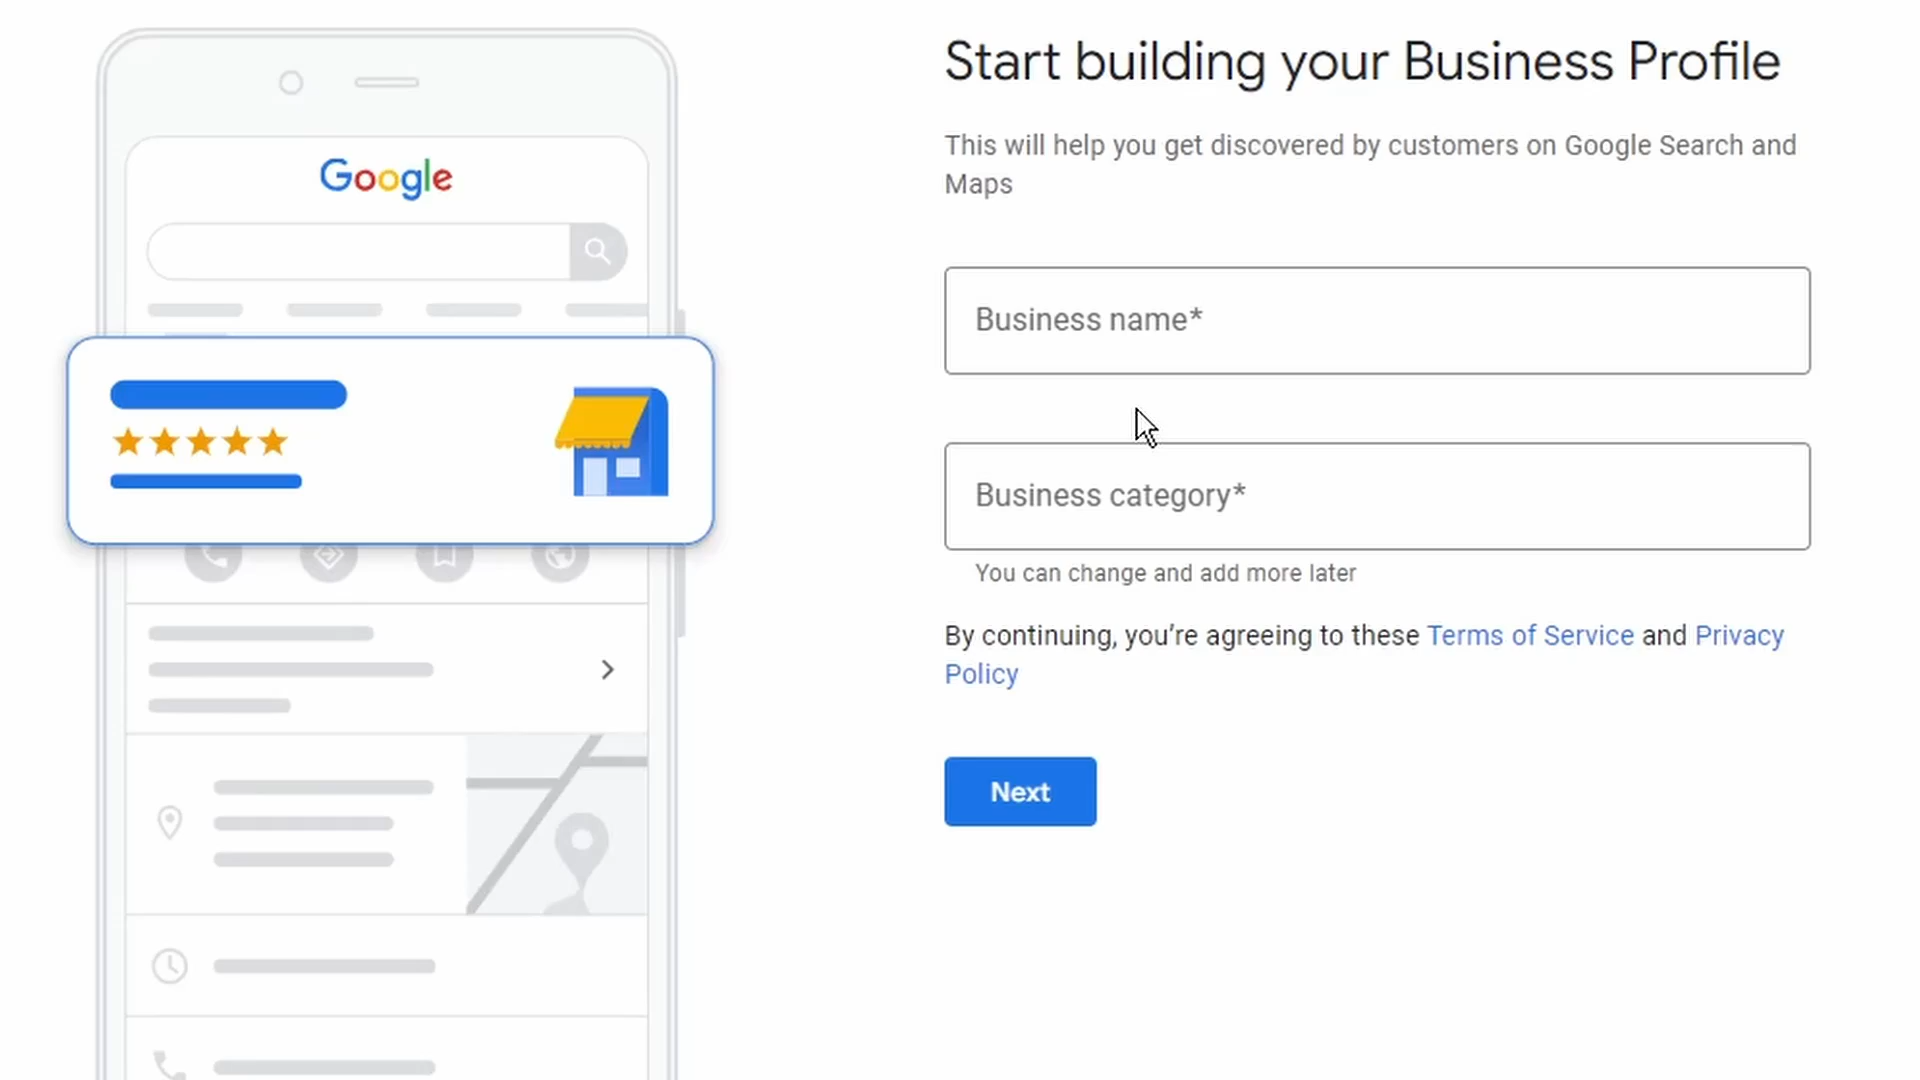 Google
Start building your Business Profile
This will help you get discovered by customers on Google Search and
Maps
Business name*
Business category*
You can change and add more later
By continuing, you’re agreeing to these Terms of Service and Privacy
Policy
Next